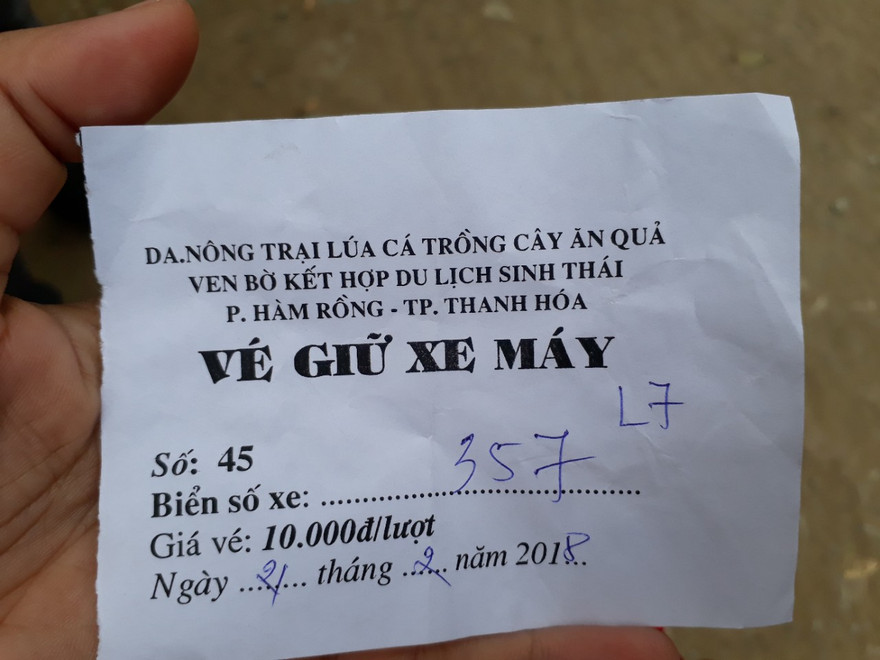 DA.NÔNG TRẠI LÚA CÁ TRỒNG CÂY ĂN QUẢ
VEN BỜ KẾT HỢP DU LỊCH SINH THÁI
P. HÀM RỒNG - TP. THANH HÓA
VÉ GIỮ XE MÁY
L7
Số: 45
Biển số xe: 357
Giá vé: 10.000đ/lượt
Ngày ..21... tháng ..2.. năm 2018...